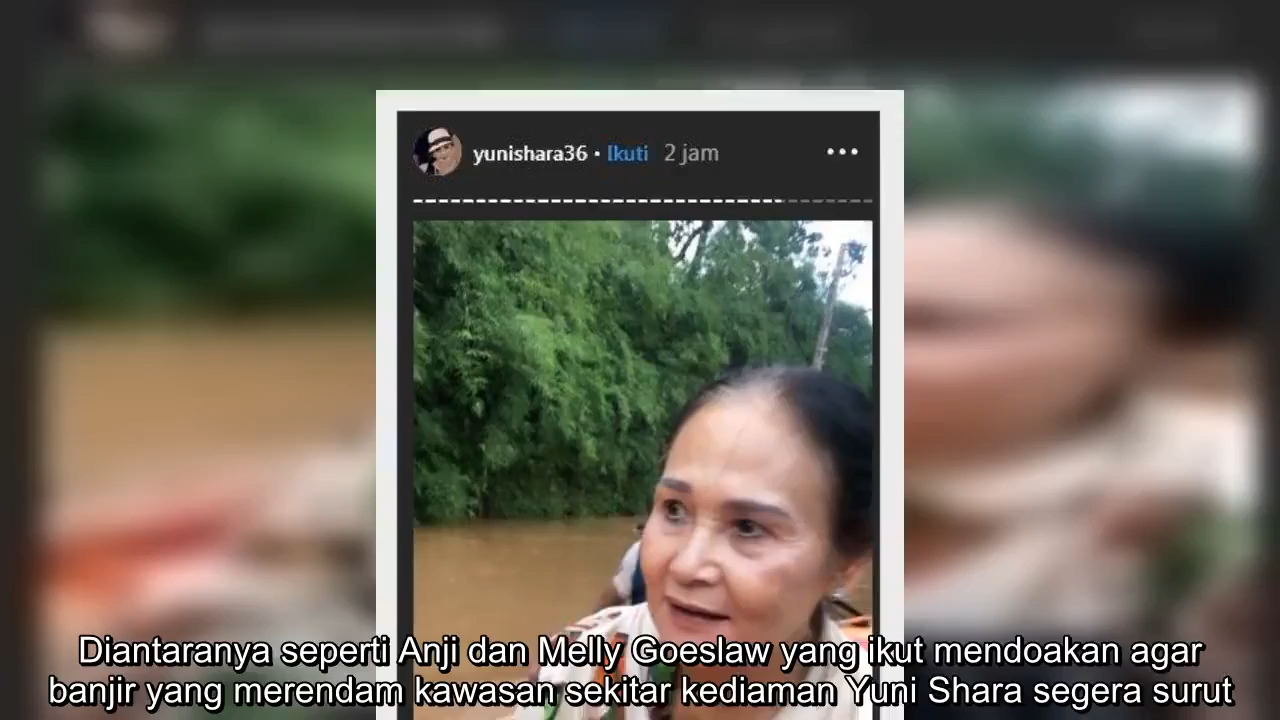 yunishara36 • Ikuti 2 jam
Diantaranya seperti Anji dan Melly Goeslaw yang ikut mendoakan agar
banjir yang merendam kawasan sekitar kediaman Yuni Shara segera surut